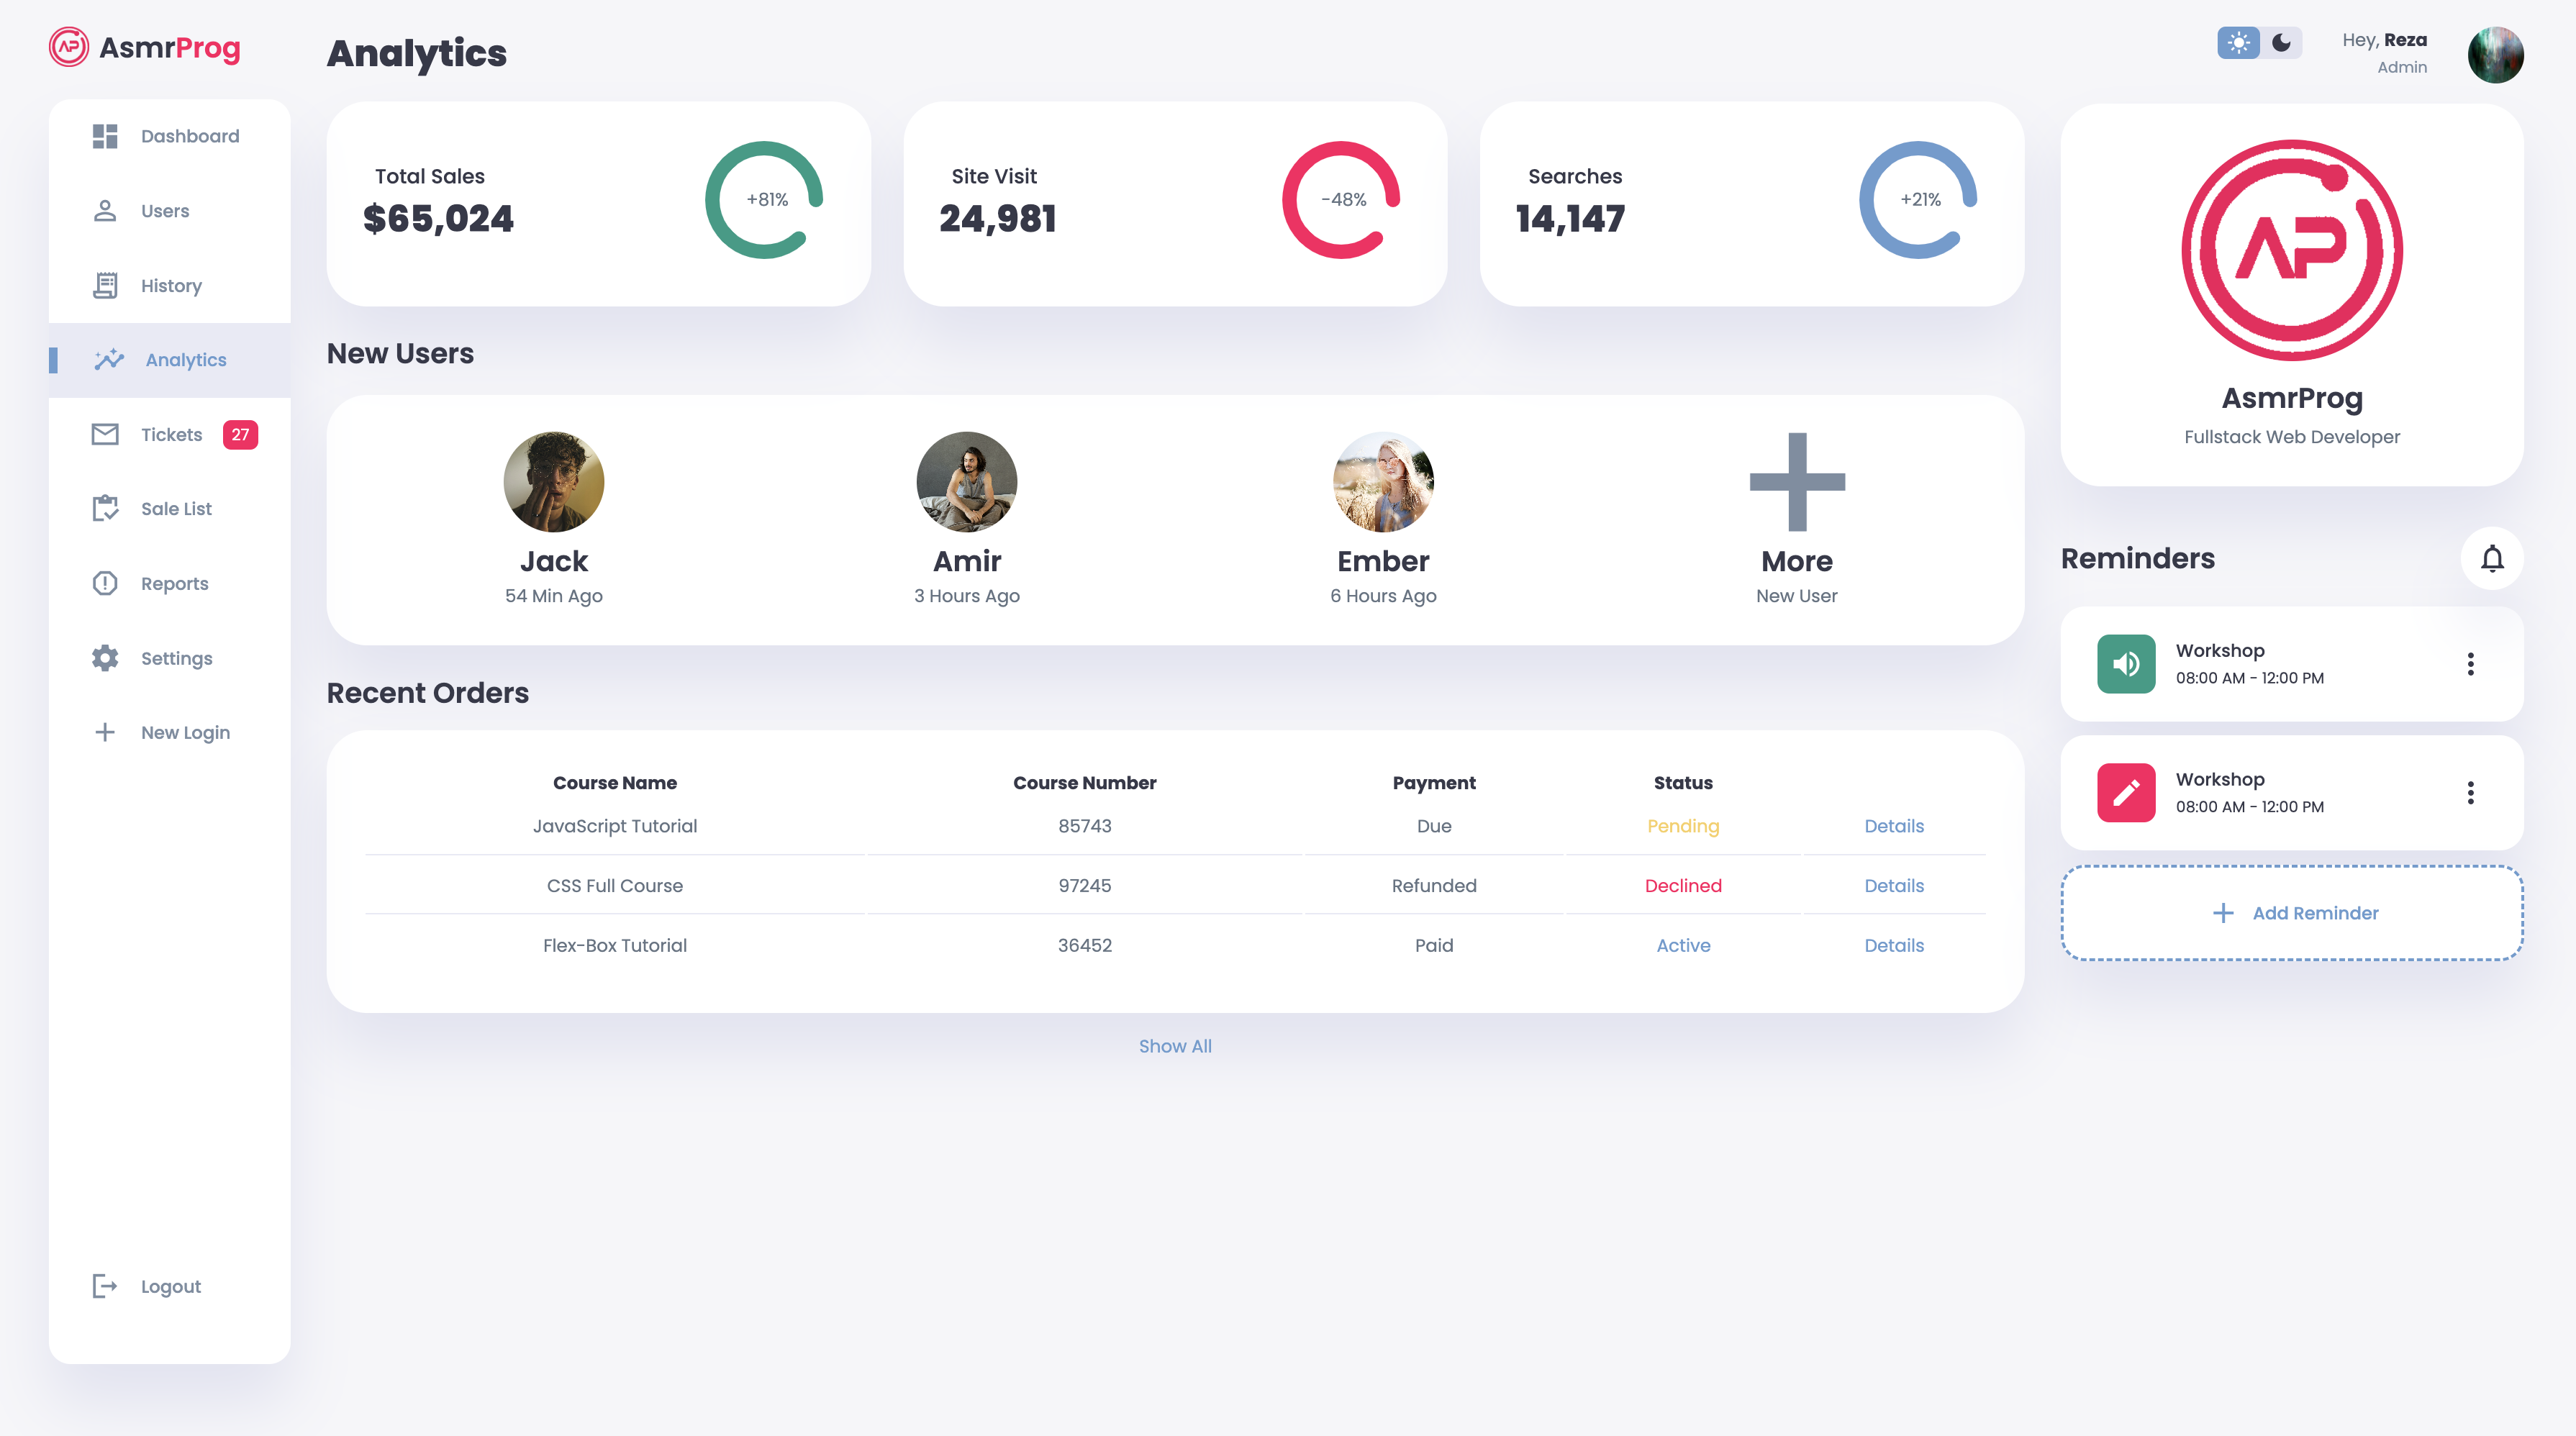 AsmrProg
Dashboard
Users
History
Analytics
Tickets 27
Sale List
Reports
Settings
New Login
Logout
Analytics
Total Sales
$65,024
+81%
Site Visit
24,981
-48%
Searches
14,147
+21%
New Users
Jack
54 Min Ago
Amir
3 Hours Ago
Ember
6 Hours Ago
More
New User
Recent Orders
Course Name Course Number Payment Status
JavaScript Tutorial 85743 Due Pending Details
CSS Full Course 97245 Refunded Declined Details
Flex-Box Tutorial 36452 Paid Active Details
Show All
Hey, Reza
Admin
AP
AsmrProg
Fullstack Web Developer
Reminders
Workshop
08:00 AM - 12:00 PM
Workshop
08:00 AM - 12:00 PM
Add Reminder